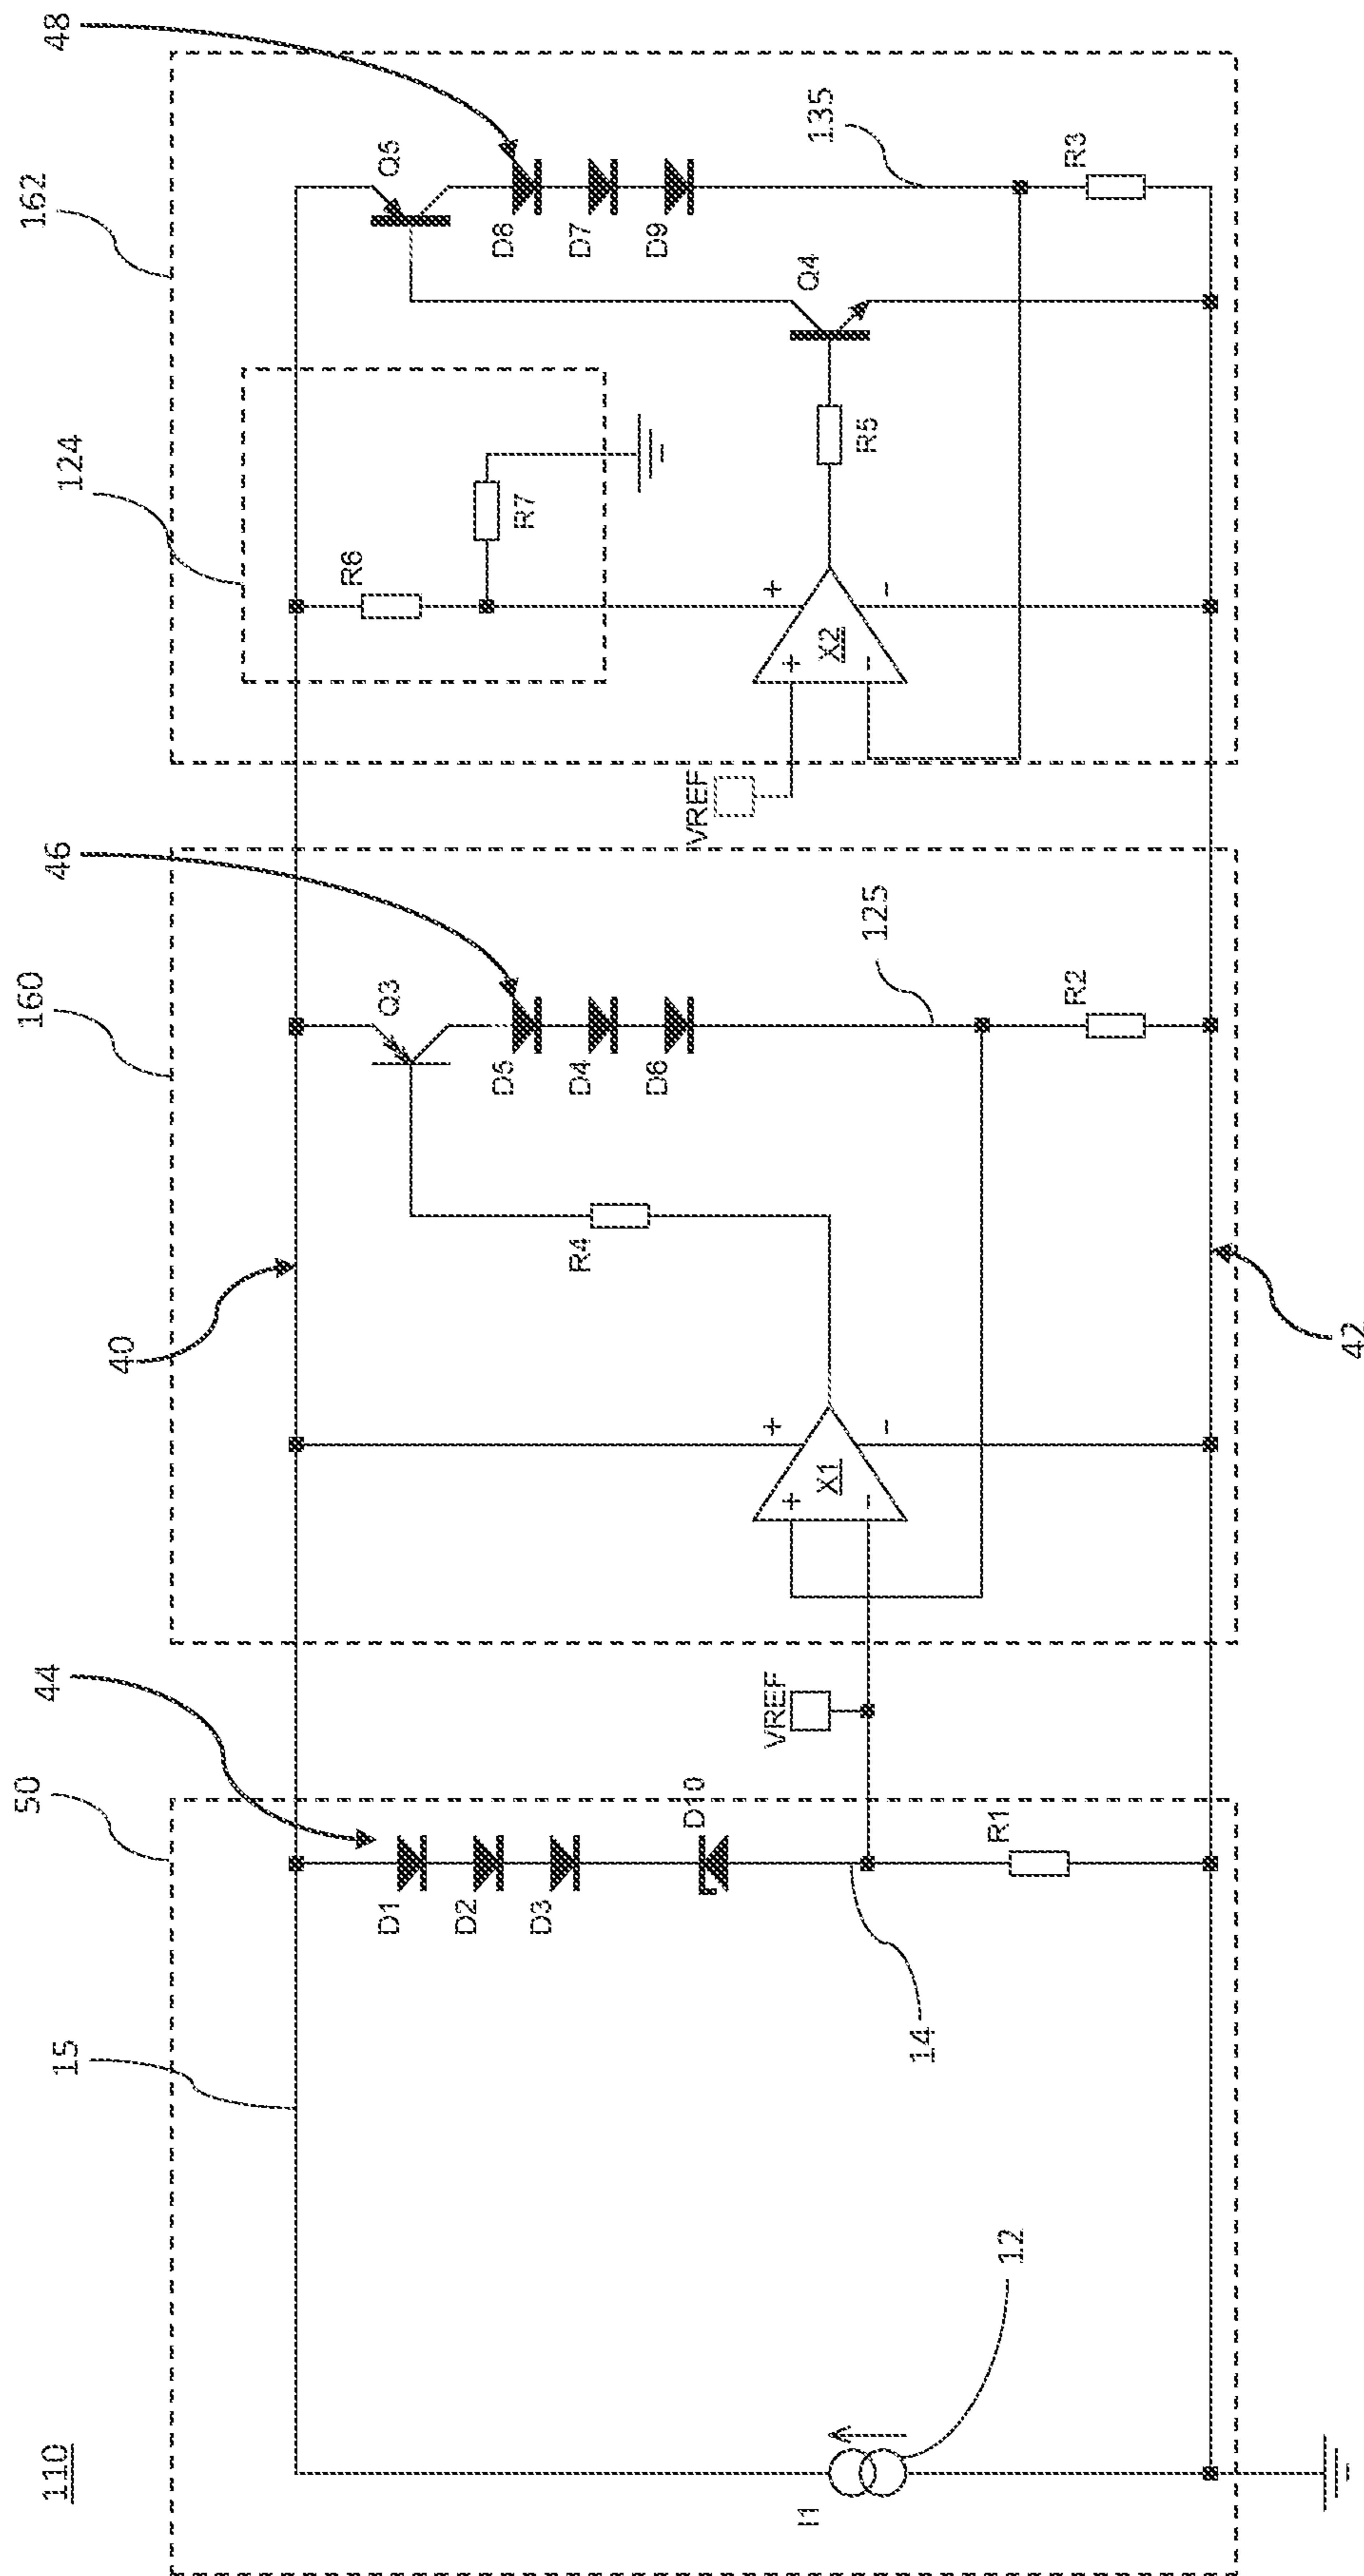 110
15
50
44
160
46
162
48
40
124
R6
D1
Q3
Q5
D2
D5
D8
R7
D3
R4
D4
D7
D6
D9
D10
VREF
VREF
+
+
+
+
I1
Q4
135
X1
X2
R5
-
-
125
-
-
14
R1
12
R2
R3
42